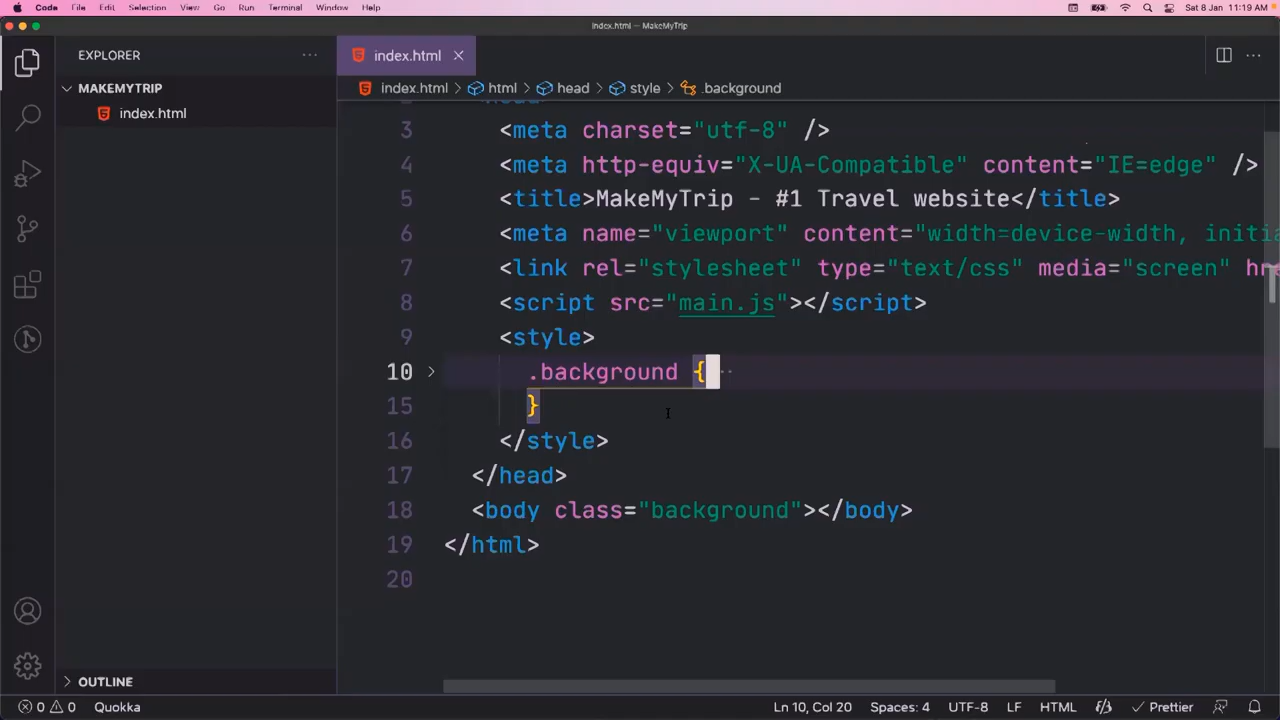 Code File Edit Selection View Go Run Terminal Window Help Sat 8 Jan 11:19 AM
index.html — MakeMyTrip
EXPLORER
index.html
index.html > html > head > style > .background
MAKEMYTRIP
index.html
3 <meta charset="utf-8" />
4 <meta http-equiv="X-UA-Compatible" content="IE=edge" />
5 <title>MakeMyTrip - #1 Travel website</title>
6 <meta name="viewport" content="width=device-width, initia
7 <link rel="stylesheet" type="text/css" media="screen" hr
8 <script src="main.js"></script>
9 <style>
10 .background {
15 }
16 </style>
17 </head>
18 <body class="background"></body>
19 </html>
20
OUTLINE
0 0 Quokka Ln 10, Col 20 Spaces: 4 UTF-8 LF HTML Prettier